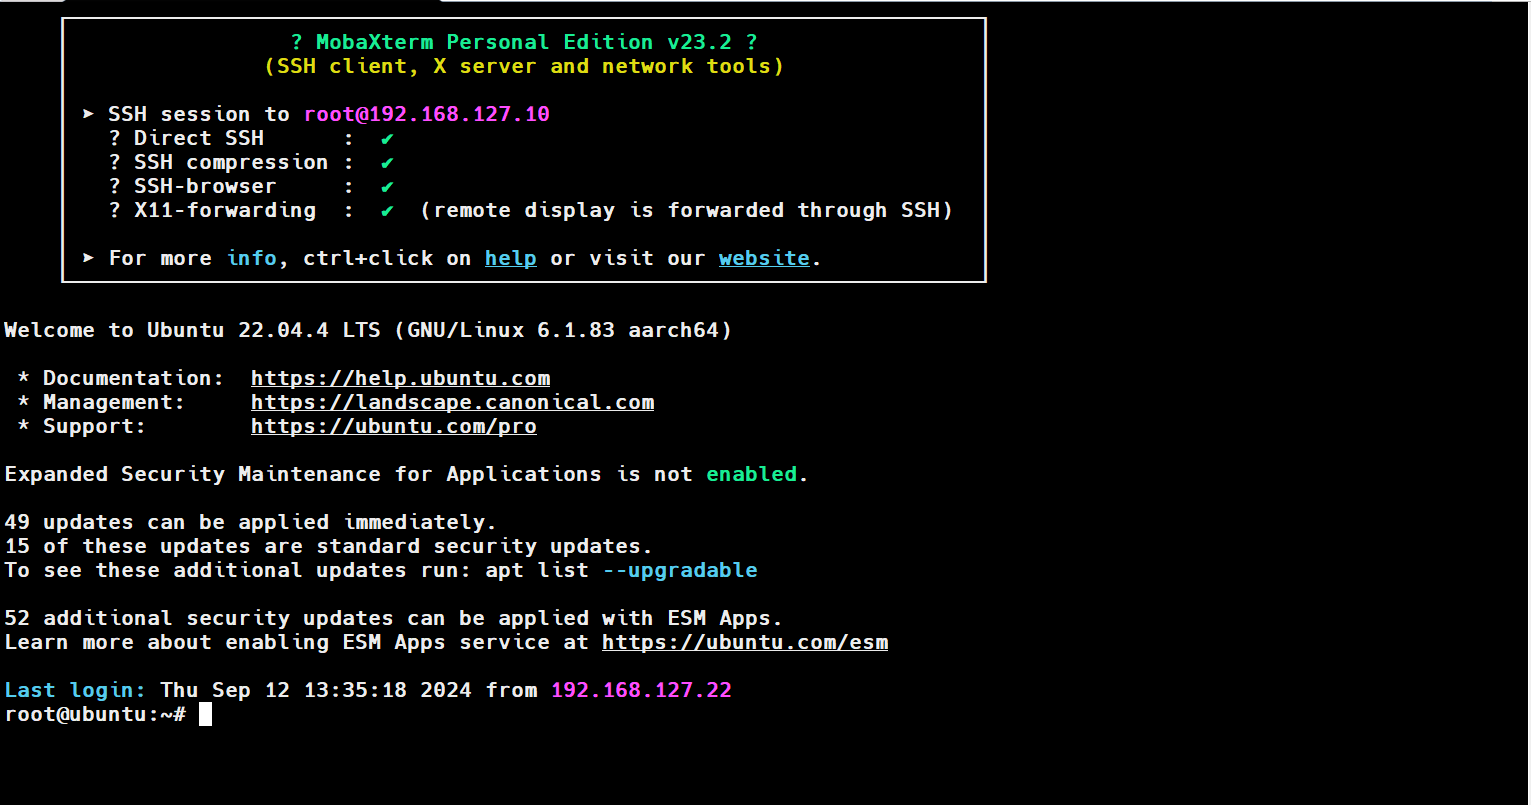 ? MobaXterm Personal Edition v23.2 ?
(SSH client, X server and network tools)
➤ SSH session to root@192.168.127.10
? Direct SSH      :  ✔
? SSH compression :  ✔
? SSH-browser     :  ✔
? X11-forwarding  :  ✔  (remote display is forwarded through SSH)
➤ For more info, ctrl+click on help or visit our website.
Welcome to Ubuntu 22.04.4 LTS (GNU/Linux 6.1.83 aarch64)
* Documentation:  https://help.ubuntu.com
* Management:     https://landscape.canonical.com
* Support:        https://ubuntu.com/pro
Expanded Security Maintenance for Applications is not enabled.
49 updates can be applied immediately.
15 of these updates are standard security updates.
To see these additional updates run: apt list --upgradable
52 additional security updates can be applied with ESM Apps.
Learn more about enabling ESM Apps service at https://ubuntu.com/esm
Last login: Thu Sep 12 13:35:18 2024 from 192.168.127.22
root@ubuntu:~#